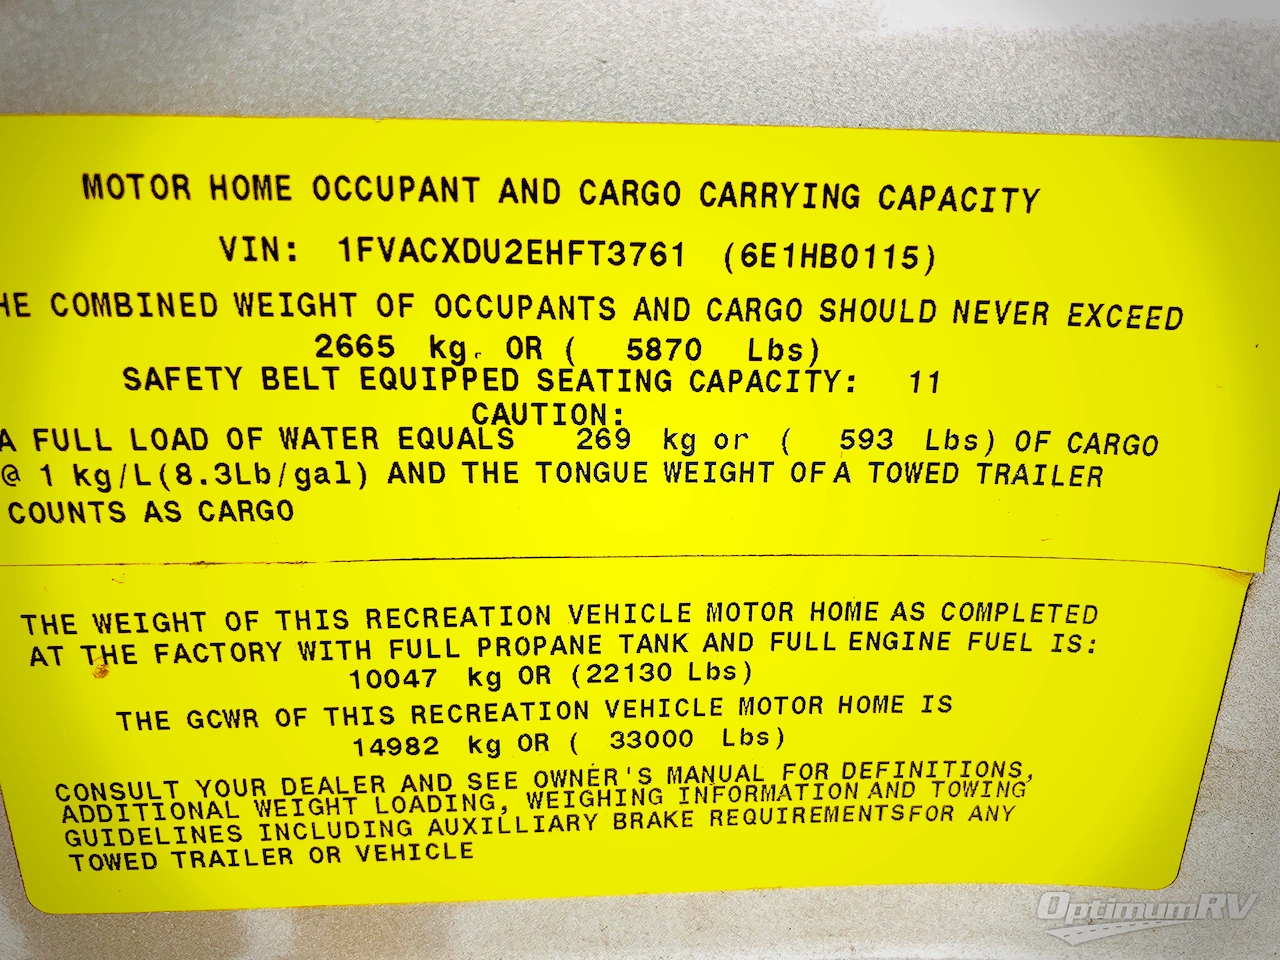 MOTOR HOME OCCUPANT AND CARGO CARRYING CAPACITY
VIN: 1FVACXDU2EHFT3761 (6E1HB0115)
HE COMBINED WEIGHT OF OCCUPANTS AND CARGO SHOULD NEVER EXCEED
2665 kg. OR ( 5870 Lbs)
SAFETY BELT EQUIPPED SEATING CAPACITY: 11
CAUTION:
A FULL LOAD OF WATER EQUALS 269 kg or ( 593 Lbs) OF CARGO
@ 1 kg/L(8.3Lb/gal) AND THE TONGUE WEIGHT OF A TOWED TRAILER
COUNTS AS CARGO
THE WEIGHT OF THIS RECREATION VEHICLE MOTOR HOME AS COMPLETED
AT THE FACTORY WITH FULL PROPANE TANK AND FULL ENGINE FUEL IS:
10047 kg OR (22130 Lbs)
THE GCWR OF THIS RECREATION VEHICLE MOTOR HOME IS
14982 kg OR ( 33000 Lbs)
CONSULT YOUR DEALER AND SEE OWNER'S MANUAL FOR DEFINITIONS,
ADDITIONAL WEIGHT LOADING, WEIGHING INFORMATION AND TOWING
GUIDELINES INCLUDING AUXILLIARY BRAKE REQUIREMENTSFOR ANY
TOWED TRAILER OR VEHICLE
OptimumRV